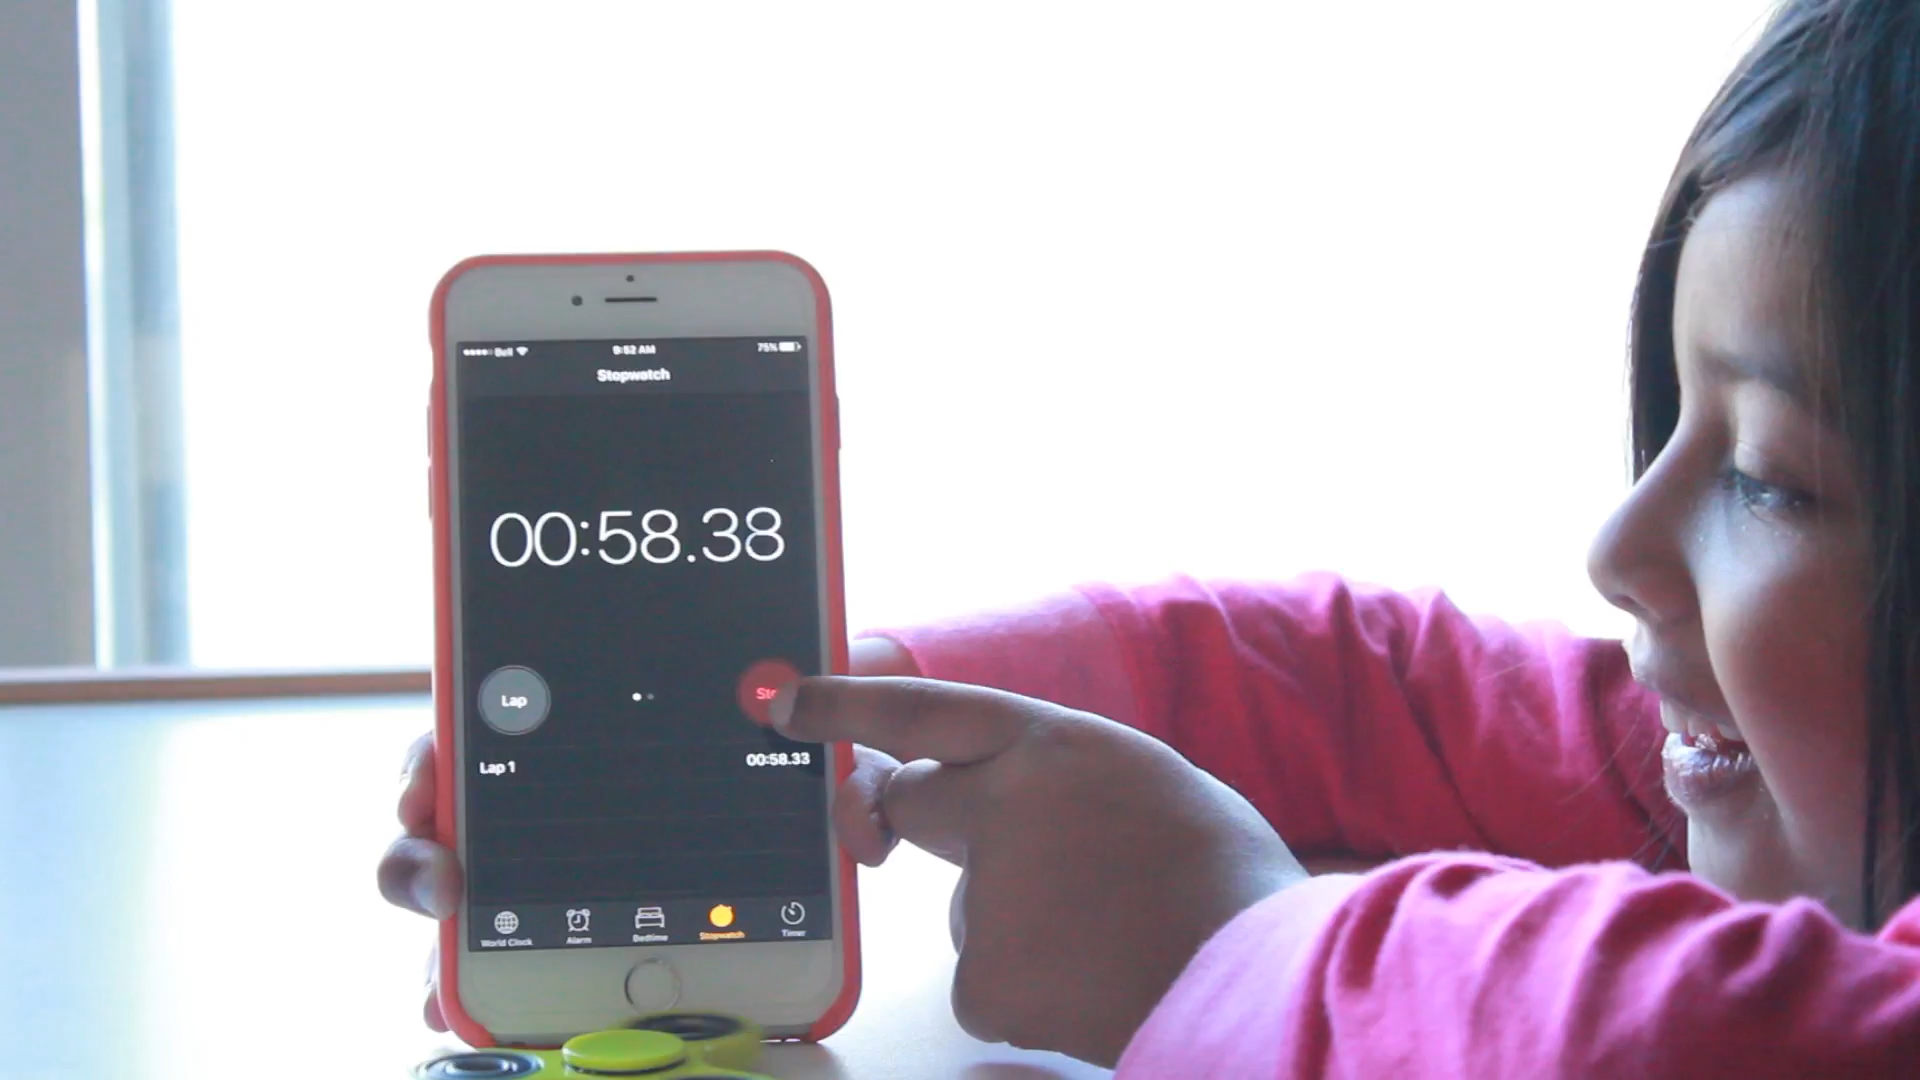 Bell 9:52 AM 75%
Stopwatch
00:58.38
Lap
Lap 1 00:58.33
World Clock Alarm Bedtime Stopwatch Timer